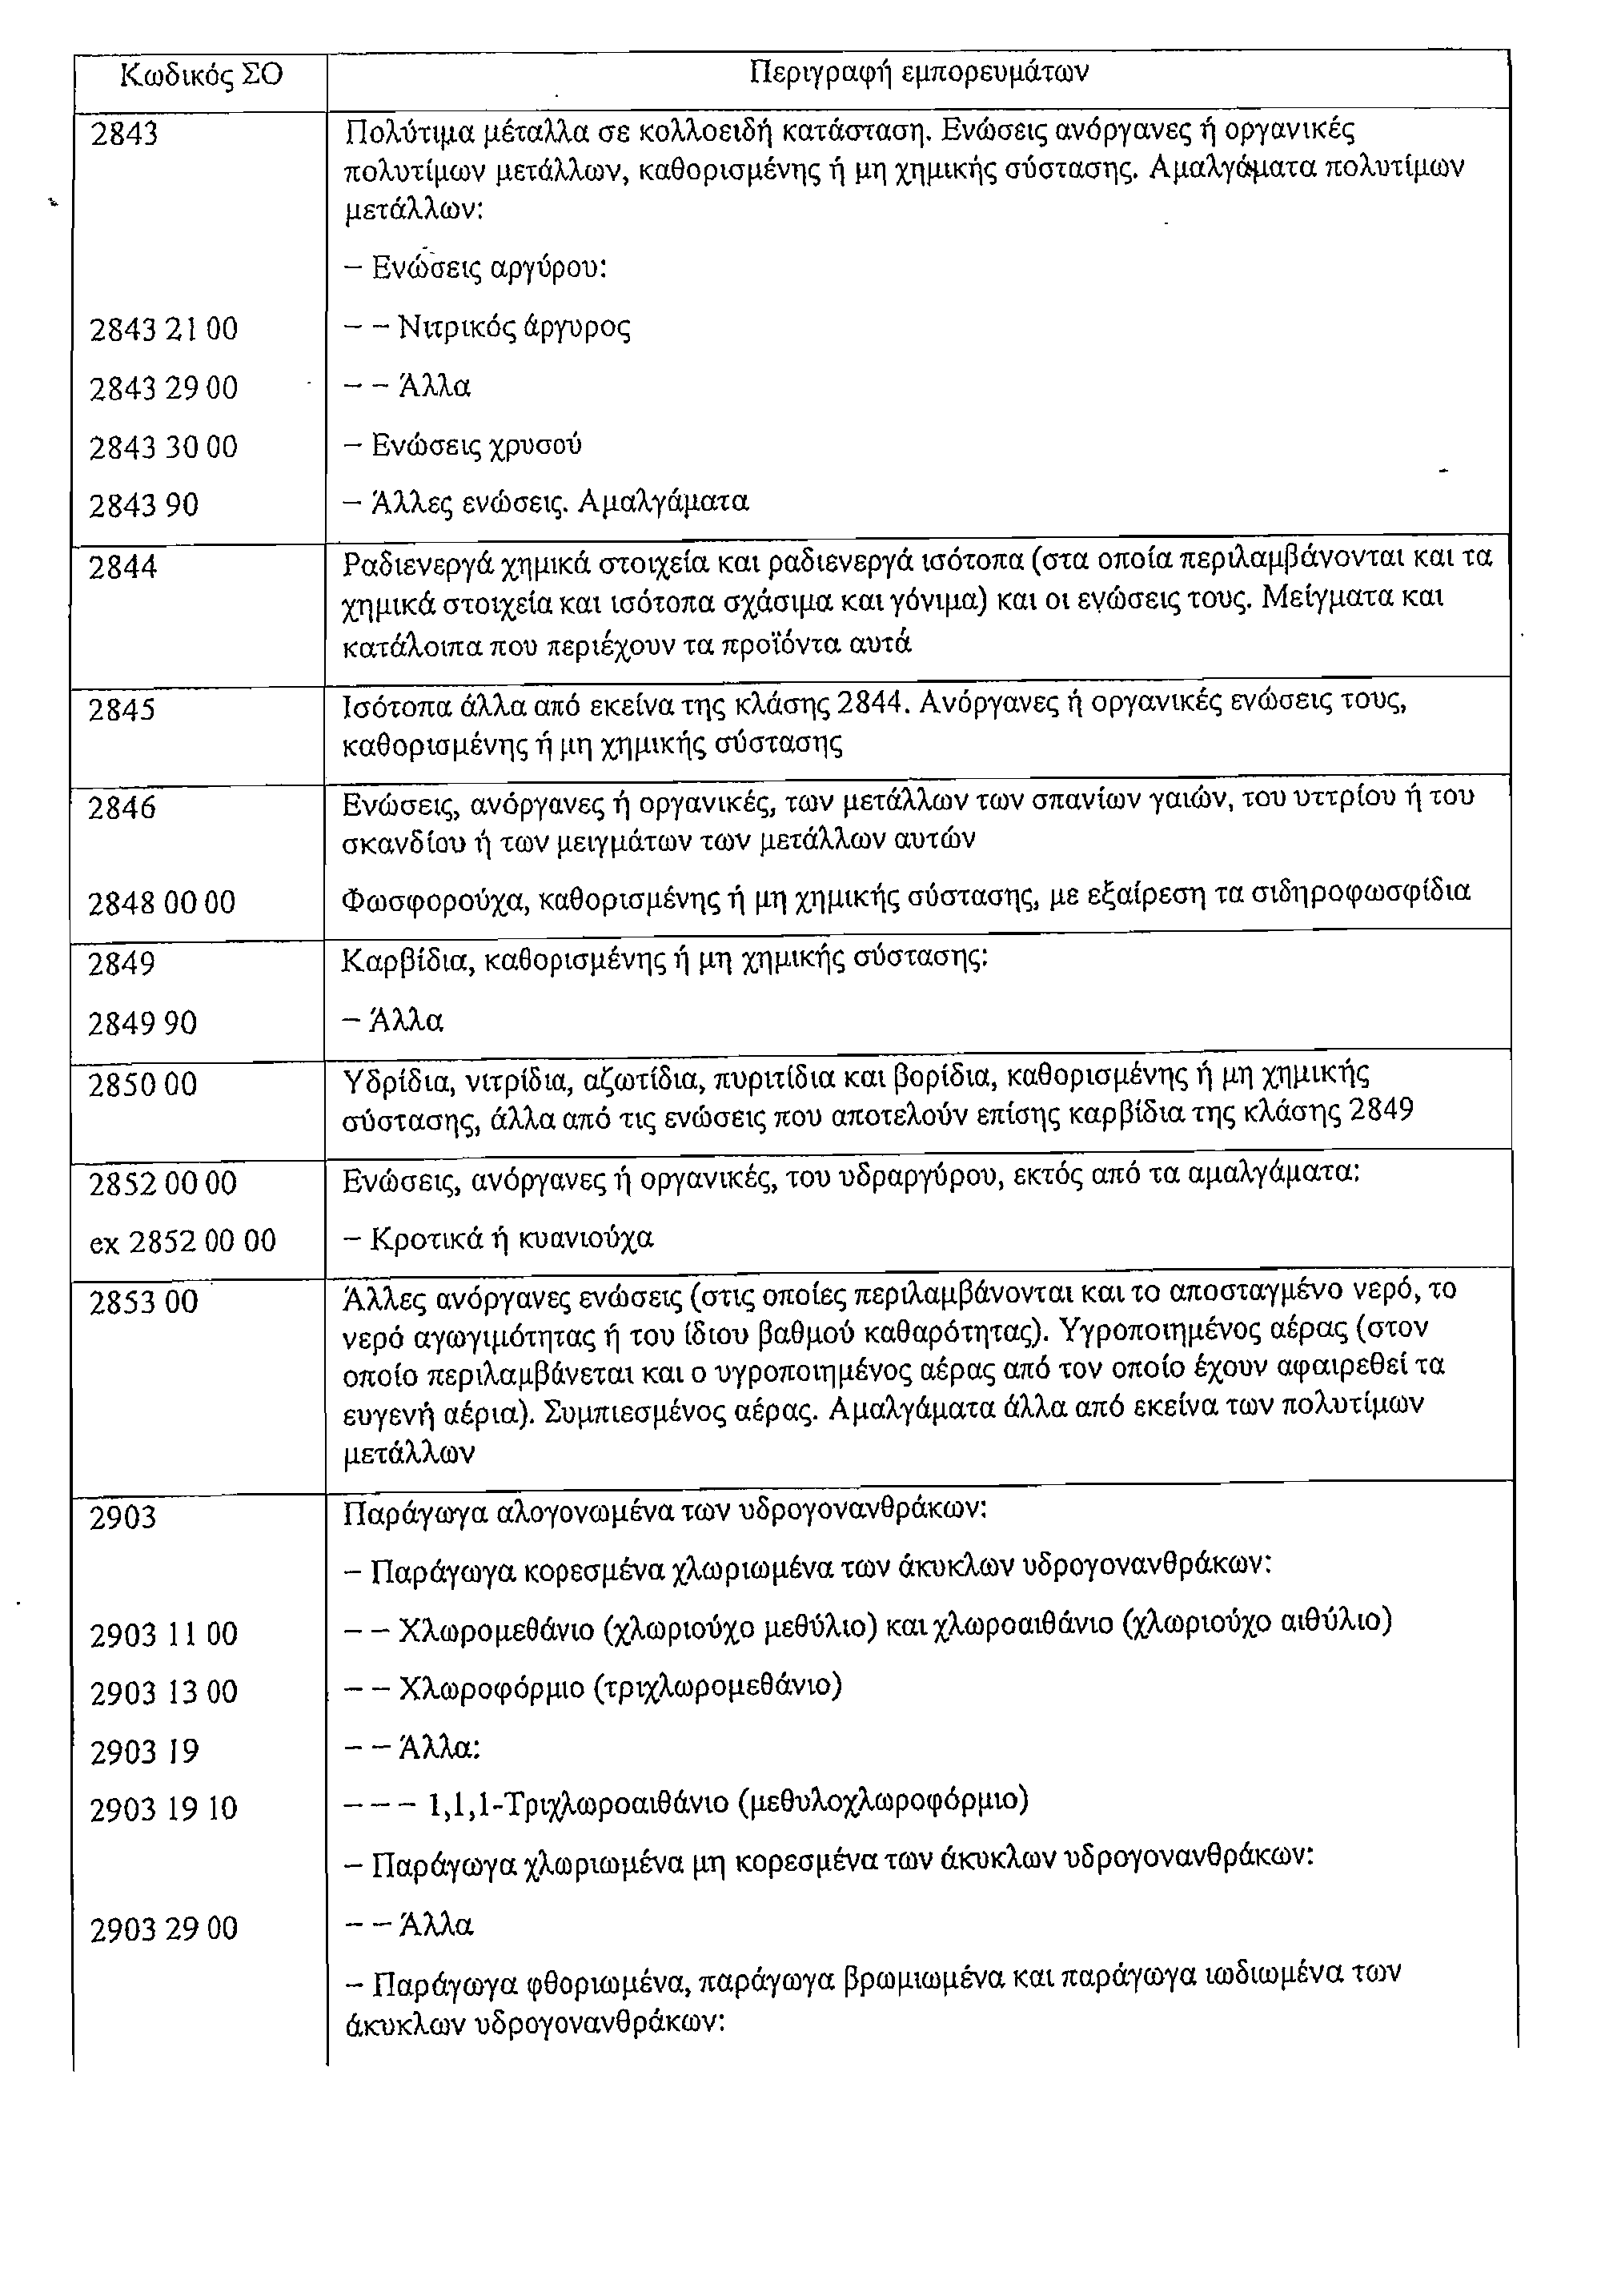 Κωδικός ΣΟ Περιγραφή εμπορευμάτων
2843 Πολύτιμα μέταλλα σε κολλοειδή κατάσταση. Ενώσεις ανόργανες ή οργανικές
πολυτίμων μετάλλων, καθορισμένης ή μη χημικής σύστασης. Αμαλγάματα πολυτίμων
μετάλλων:
– Ενώσεις αργύρου:
2843 21 00 – – Νιτρικός άργυρος
2843 29 00 – – Άλλα
2843 30 00 – Ενώσεις χρυσού
2843 90 – Άλλες ενώσεις. Αμαλγάματα
2844 Ραδιενεργά χημικά στοιχεία και ραδιενεργά ισότοπα (στα οποία περιλαμβάνονται και τα
χημικά στοιχεία και ισότοπα σχάσιμα και γόνιμα) και οι ενώσεις τους. Μείγματα και
κατάλοιπα που περιέχουν τα προϊόντα αυτά
2845 Ισότοπα άλλα από εκείνα της κλάσης 2844. Ανόργανες ή οργανικές ενώσεις τους,
καθορισμένης ή μη χημικής σύστασης
2846 Ενώσεις, ανόργανες ή οργανικές, των μετάλλων των σπανίων γαιών, του υττρίου ή του
σκανδίου ή των μειγμάτων των μετάλλων αυτών
2848 00 00 Φωσφορούχα, καθορισμένης ή μη χημικής σύστασης, με εξαίρεση τα σιδηροφωσφίδια
2849 Καρβίδια, καθορισμένης ή μη χημικής σύστασης:
2849 90 – Άλλα
2850 00 Υδρίδια, νιτρίδια, αζωτίδια, πυριτίδια και βορίδια, καθορισμένης ή μη χημικής
σύστασης, άλλα από τις ενώσεις που αποτελούν επίσης καρβίδια της κλάσης 2849
2852 00 00 Ενώσεις, ανόργανες ή οργανικές, του υδραργύρου, εκτός από τα αμαλγάματα:
ex 2852 00 00 – Κροτικά ή κυανιούχα
2853 00 Άλλες ανόργανες ενώσεις (στις οποίες περιλαμβάνονται και το αποσταγμένο νερό, το
νερό αγωγιμότητας ή του ίδιου βαθμού καθαρότητας). Υγροποιημένος αέρας (στον
οποίο περιλαμβάνεται και ο υγροποιημένος αέρας από τον οποίο έχουν αφαιρεθεί τα
ευγενή αέρια). Συμπιεσμένος αέρας. Αμαλγάματα άλλα από εκείνα των πολυτίμων
μετάλλων
2903 Παράγωγα αλογονωμένα των υδρογονανθράκων:
– Παράγωγα κορεσμένα χλωριωμένα των άκυκλων υδρογονανθράκων:
2903 11 00 – – Χλωρομεθάνιο (χλωριούχο μεθύλιο) και χλωροαιθάνιο (χλωριούχο αιθύλιο)
2903 13 00 – – Χλωροφόρμιο (τριχλωρομεθάνιο)
2903 19 – – Άλλα:
2903 19 10 – – – 1,1,1-Τριχλωροαιθάνιο (μεθυλοχλωροφόρμιο)
– Παράγωγα χλωριωμένα μη κορεσμένα των άκυκλων υδρογονανθράκων:
2903 29 00 – – Άλλα
– Παράγωγα φθοριωμένα, παράγωγα βρωμιωμένα και παράγωγα ιωδιωμένα των
άκυκλων υδρογονανθράκων: